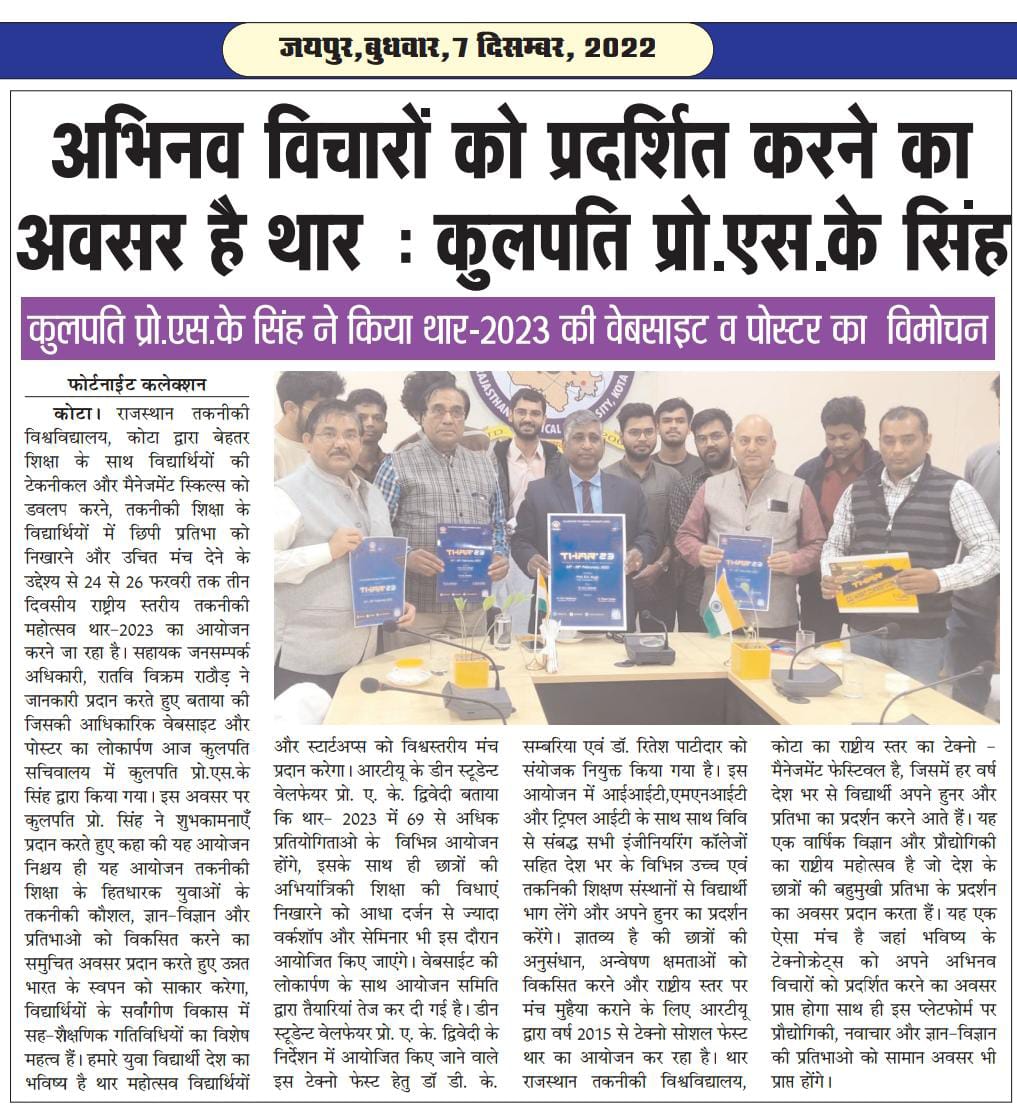 जयपुर,बुधवार,7 दिसम्बर, 2022
अभिनव विचारों को प्रदर्शित करने का
अवसर है थार : कुलपति प्रो.एस.के सिंह
कुलपति प्रो.एस.के सिंह ने किया थार-2023 की वेबसाइट व पोस्टर का विमोचन
फोर्टनाईट कलेक्शन
कोटा। राजस्थान तकनीकी
विश्वविद्यालय, कोटा द्वारा बेहतर
शिक्षा के साथ विद्यार्थियों की
टेकनीकल और मैनेजमेंट स्किल्स को
डवलप करने, तकनीकी शिक्षा के
विद्यार्थियों में छिपी प्रतिभा को
निखारने और उचित मंच देने के
उद्देश्य से 24 से 26 फरवरी तक तीन
दिवसीय राष्ट्रीय स्तरीय तकनीकी
महोत्सव थार-2023 का आयोजन
करने जा रहा है। सहायक जनसम्पर्क
अधिकारी, रातवि विक्रम राठौड़ ने
जानकारी प्रदान करते हुए बताया की
जिसकी आधिकारिक वेबसाइट और
पोस्टर का लोकार्पण आज कुलपति
सचिवालय में कुलपति प्रो.एस.के
सिंह द्वारा किया गया। इस अवसर पर
कुलपति प्रो. सिंह ने शुभकामनाएँ
प्रदान करते हुए कहा की यह आयोजन
निश्चय ही यह आयोजन तकनीकी
शिक्षा के हितधारक युवाओं के
तकनीकी कौशल, ज्ञान-विज्ञान और
प्रतिभाओ को विकसित करने का
समुचित अवसर प्रदान करते हुए उन्नत
भारत के स्वपन को साकार करेगा,
विद्यार्थियों के सर्वांगीण विकास में
सह-शैक्षणिक गतिविधियों का विशेष
महत्व हैं। हमारे युवा विद्यार्थी देश का
भविष्य है थार महोत्सव विद्यार्थियों
RAJASTHAN
CAL
SITY, KOTA
THAR'23
THAR'23
THAR'23
THAR'23
THAR
और स्टार्टअप्स को विश्वस्तरीय मंच
प्रदान करेगा। आरटीयू के डीन स्टूडेन्ट
वेलफेयर प्रो. ए. के. द्विवेदी बताया
कि थार- 2023 में 69 से अधिक
प्रतियोगिताओं के विभिन्न आयोजन
होंगे, इसके साथ ही छात्रों की
अभियांत्रिकी शिक्षा की विधाएं
निखारने को आधा दर्जन से ज्यादा
वर्कशॉप और सेमिनार भी इस दौरान
आयोजित किए जाएंगे। वेबसाईट की
लोकार्पण के साथ आयोजन समिति
द्वारा तैयारियां तेज कर दी गई है। डीन
स्टूडेन्ट वेलफेयर प्रो. ए. के. द्विवेदी के
निर्देशन में आयोजित किए जाने वाले
इस टेक्नो फेस्ट हेतु डॉ डी. के.
सम्बरिया एवं डॉ. रितेश पाटीदार को
संयोजक नियुक्त किया गया है। इस
आयोजन में आईआईटी,एमएनआईटी
और ट्रिपल आईटी के साथ साथ विवि
से संबद्ध सभी इंजीनियरिंग कॉलेजों
सहित देश भर के विभिन्न उच्च एवं
तकनिकी शिक्षण संस्थानों से विद्यार्थी
भाग लेंगे और अपने हुनर का प्रदर्शन
करेंगे। ज्ञातव्य है की छात्रों की
अनुसंधान, अन्वेषण क्षमताओं को
विकसित करने और राष्ट्रीय स्तर पर
मंच मुहैया कराने के लिए आरटीयू
द्वारा वर्ष 2015 से टेक्नो सोशल फेस्ट
थार का आयोजन कर रहा है। थार
राजस्थान तकनीकी विश्वविद्यालय,
कोटा का राष्ट्रीय स्तर का टेक्नो -
मैनेजमेंट फेस्टिवल है, जिसमें हर वर्ष
देश भर से विद्यार्थी अपने हुनर और
प्रतिभा का प्रदर्शन करने आते हैं। यह
एक वार्षिक विज्ञान और प्रौद्योगिकी
का राष्ट्रीय महोत्सव है जो देश के
छात्रों की बहुमुखी प्रतिभा के प्रदर्शन
का अवसर प्रदान करता हैं। यह एक
ऐसा मंच है जहां भविष्य के
टेक्नोक्रेट्स को अपने अभिनव
विचारों को प्रदर्शित करने का अवसर
प्राप्त होगा साथ ही इस प्लेटफोर्म पर
प्रौद्योगिकी, नवाचार और ज्ञान-विज्ञान
की प्रतिभाओ को सामान अवसर भी
प्राप्त होंगे।